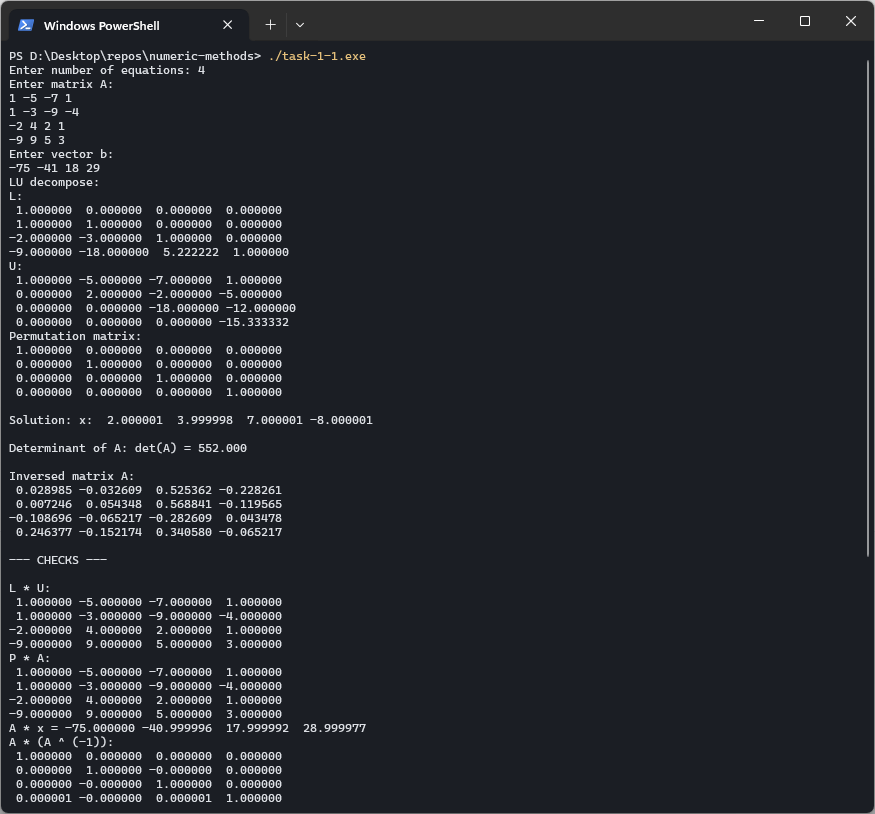 Windows PowerShell
PS D:\Desktop\repos\numeric-methods> ./task-1-1.exe
Enter number of equations: 4
Enter matrix A:
1 -5 -7 1
1 -3 -9 -4
-2 4 2 1
-9 9 5 3
Enter vector b:
-75 -41 18 29
LU decompose:
L:
 1.000000  0.000000  0.000000  0.000000
 1.000000  1.000000  0.000000  0.000000
-2.000000 -3.000000  1.000000  0.000000
-9.000000 -18.000000  5.222222  1.000000
U:
 1.000000 -5.000000 -7.000000  1.000000
 0.000000  2.000000 -2.000000 -5.000000
 0.000000  0.000000 -18.000000 -12.000000
 0.000000  0.000000  0.000000 -15.333332
Permutation matrix:
 1.000000  0.000000  0.000000  0.000000
 0.000000  1.000000  0.000000  0.000000
 0.000000  0.000000  1.000000  0.000000
 0.000000  0.000000  0.000000  1.000000
Solution: x:  2.000001  3.999998  7.000001 -8.000001
Determinant of A: det(A) = 552.000
Inversed matrix A:
 0.028985 -0.032609  0.525362 -0.228261
 0.007246  0.054348  0.568841 -0.119565
-0.108696 -0.065217 -0.282609  0.043478
 0.246377 -0.152174  0.340580 -0.065217
--- CHECKS ---
L * U:
 1.000000 -5.000000 -7.000000  1.000000
 1.000000 -3.000000 -9.000000 -4.000000
-2.000000  4.000000  2.000000  1.000000
-9.000000  9.000000  5.000000  3.000000
P * A:
 1.000000 -5.000000 -7.000000  1.000000
 1.000000 -3.000000 -9.000000 -4.000000
-2.000000  4.000000  2.000000  1.000000
-9.000000  9.000000  5.000000  3.000000
A * x = -75.000000 -40.999996  17.999992  28.999977
A * (A ^ (-1)):
 1.000000  0.000000  0.000000  0.000000
 0.000000  1.000000 -0.000000  0.000000
 0.000000 -0.000000  1.000000  0.000000
 0.000001 -0.000000  0.000001  1.000000